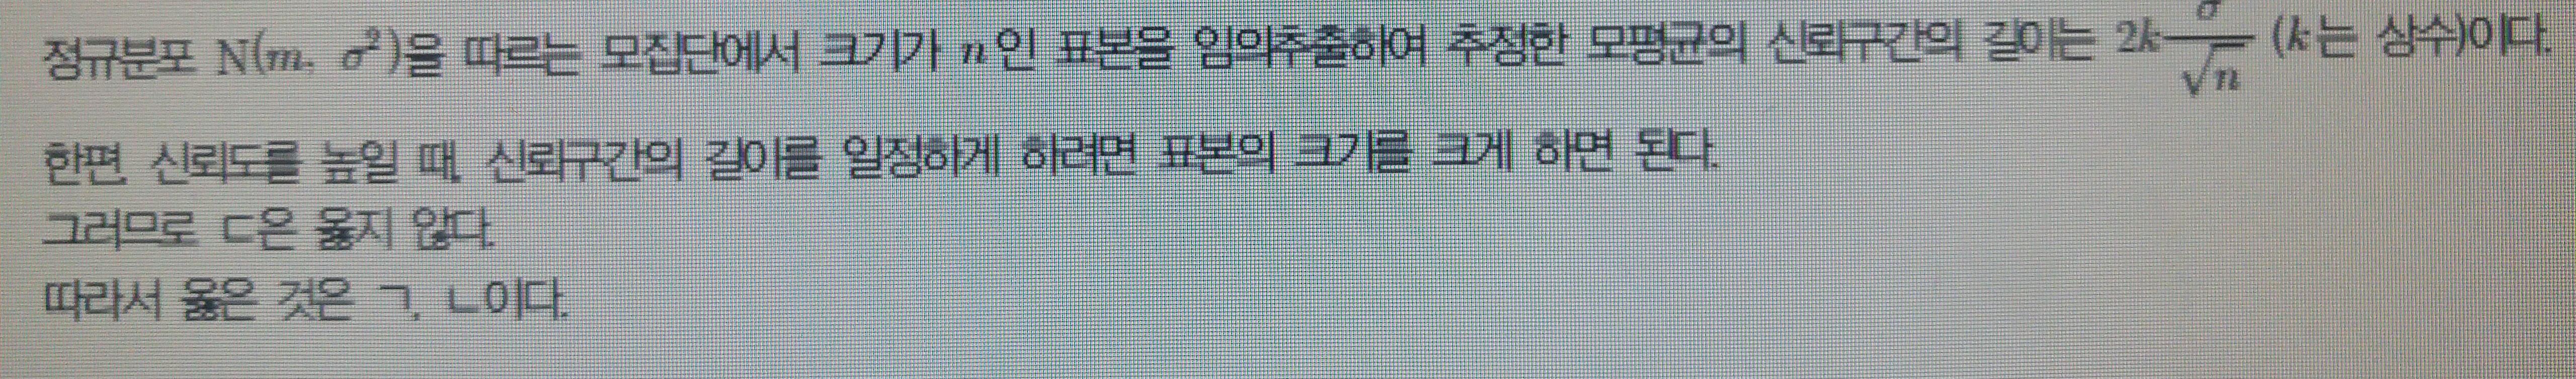 정규분포 N(m, σ²)을 따르는 모집단에서 크기가 n인 표본을 임의추출하여 추정한 모평균의 신뢰구간의 길이는 2k σ/√n (k는 상수)이다.
한편, 신뢰도를 높일 때, 신뢰구간의 길이를 일정하게 하려면 표본의 크기를 크게 하면 된다.
그러므로 ㄷ은 옳지 않다.
따라서 옳은 것은 ㄱ, ㄴ이다.